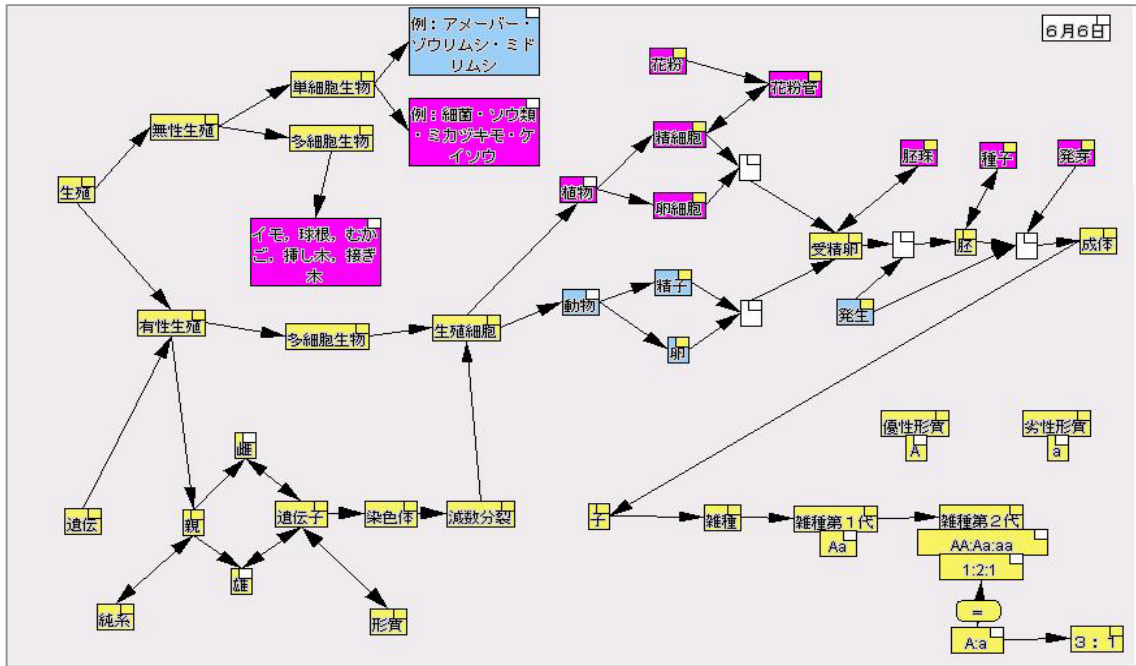 例：アメーバー・
ゾウリムシ・ミド
リムシ
6月6日
花粉
単細胞生物
花粉管
例：細菌・ソウ類
・ミカヅキモ・ケ
イソウ
無性生殖
多細胞生物
精細胞
胚珠
種子
発芽
生殖
植物
卵細胞
イモ，球根，むか
ご，挿し木，接ぎ
木
受精卵
胚
成体
精子
動物
発生
有性生殖
多細胞生物
生殖細胞
卵
優性形質
A
劣性形質
a
雌
遺伝
親
遺伝子
染色体
減数分裂
子
雑種
雑種第１代
Aa
雑種第２代
AA:Aa:aa
1:2:1
雄
純系
形質
=
A:a
３：１